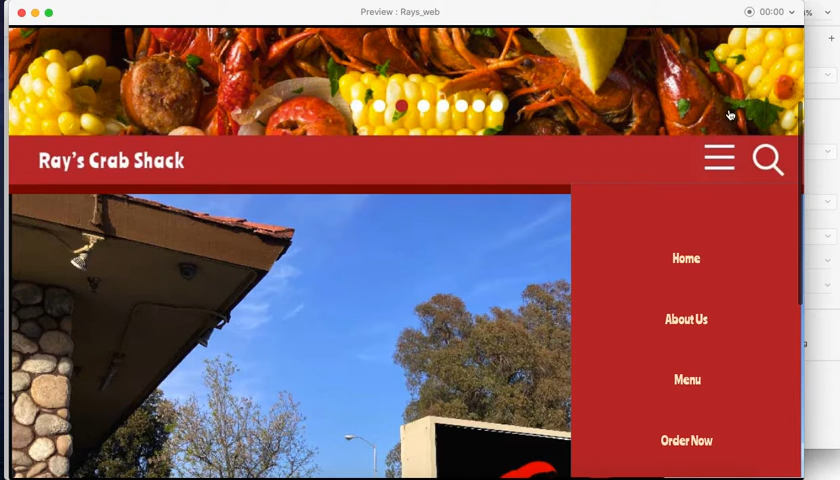 Preview : Rays_web
00:00
Ray's Crab Shack
Home
About Us
Menu
Order Now